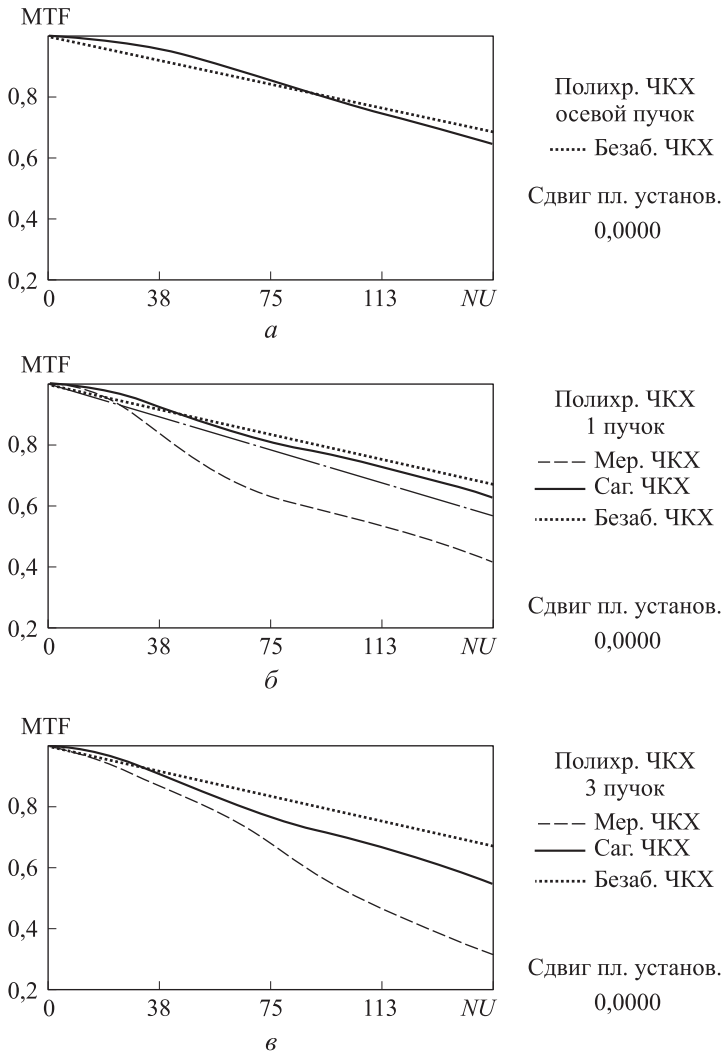 MTF
0,8
0,6
0,4
0,2
0 38 75 113 NU
а
Полихр. ЧКХ
осевой пучок
Безаб. ЧКХ
Сдвиг пл. установ.
0,0000
MTF
0,8
0,6
0,4
0,2
0 38 75 113 NU
б
Полихр. ЧКХ
1 пучок
Мер. ЧКХ
Саг. ЧКХ
Безаб. ЧКХ
Сдвиг пл. установ.
0,0000
MTF
0,8
0,6
0,4
0,2
0 38 75 113 NU
в
Полихр. ЧКХ
3 пучок
Мер. ЧКХ
Саг. ЧКХ
Безаб. ЧКХ
Сдвиг пл. установ.
0,0000